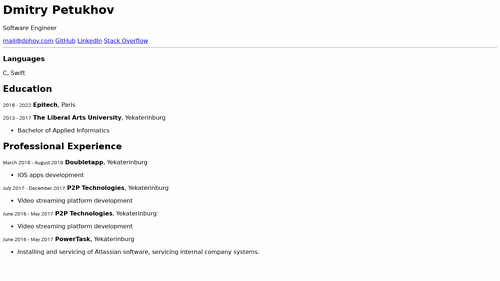 Dmitry Petukhov
Software Engineer
mail@dphov.com GitHub LinkedIn Stack Overflow
Languages
C, Swift
Education
2018 - 2022 Epitech, Paris
2013 - 2017 The Liberal Arts University, Yekaterinburg
Bachelor of Applied Informatics
Professional Experience
March 2018 - August 2018 Doubletapp, Yekaterinburg
iOS apps development
July 2017 - December 2017 P2P Technologies, Yekaterinburg
Video streaming platform development
June 2016 - May 2017 P2P Technologies, Yekaterinburg
Video streaming platform development
June 2016 - May 2017 PowerTask, Yekaterinburg
Installing and servicing of Atlassian software, servicing internal company systems.